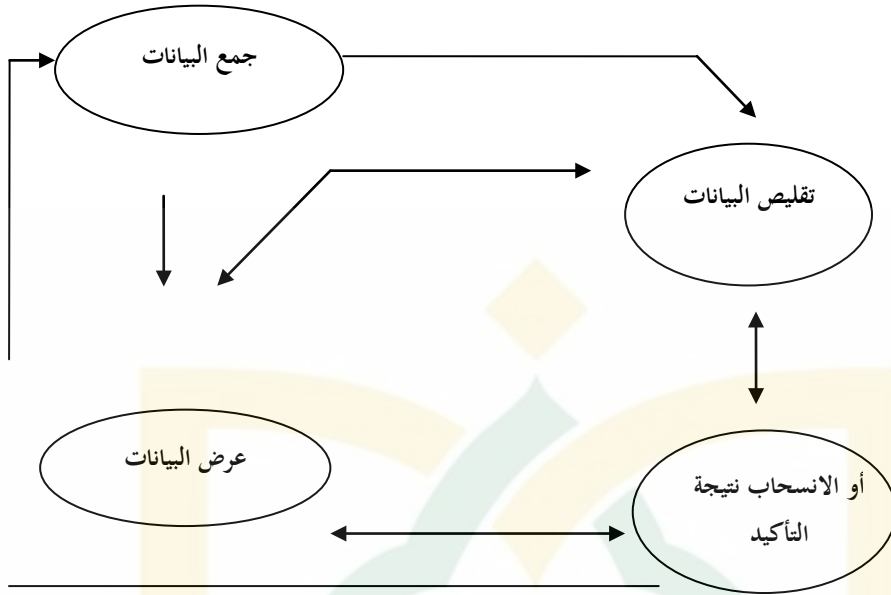 جمع البيانات
تقليص البيانات
عرض البيانات
أو الانسحاب نتيجة
التأكيد